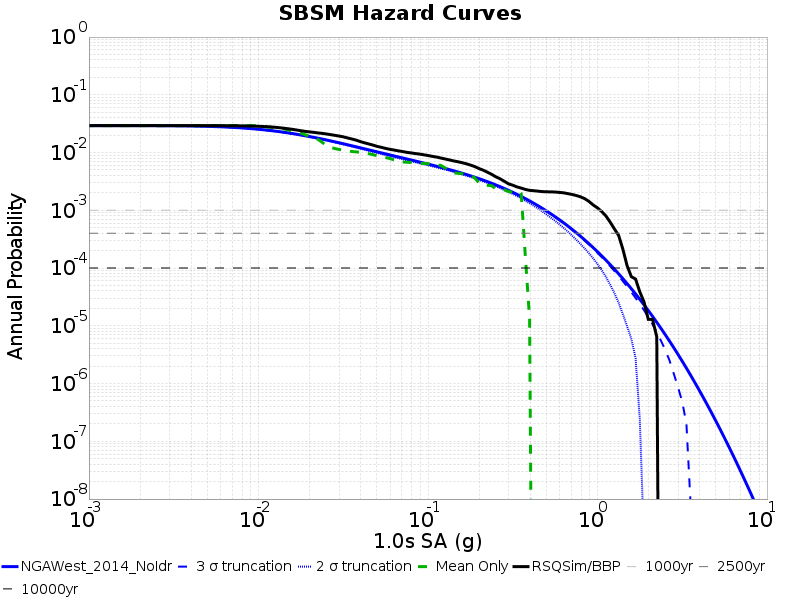 SBSM Hazard Curves
10^0
10^-1
10^-2
10^-3
10^-4
10^-5
10^-6
10^-7
10^-8
Annual Probability
10^-3 10^-2 10^-1 10^0 10^1
1.0s SA (g)
NGAWest_2014_NoIdr 3 σ truncation 2 σ truncation Mean Only RSQSim/BBP 1000yr 2500yr
10000yr